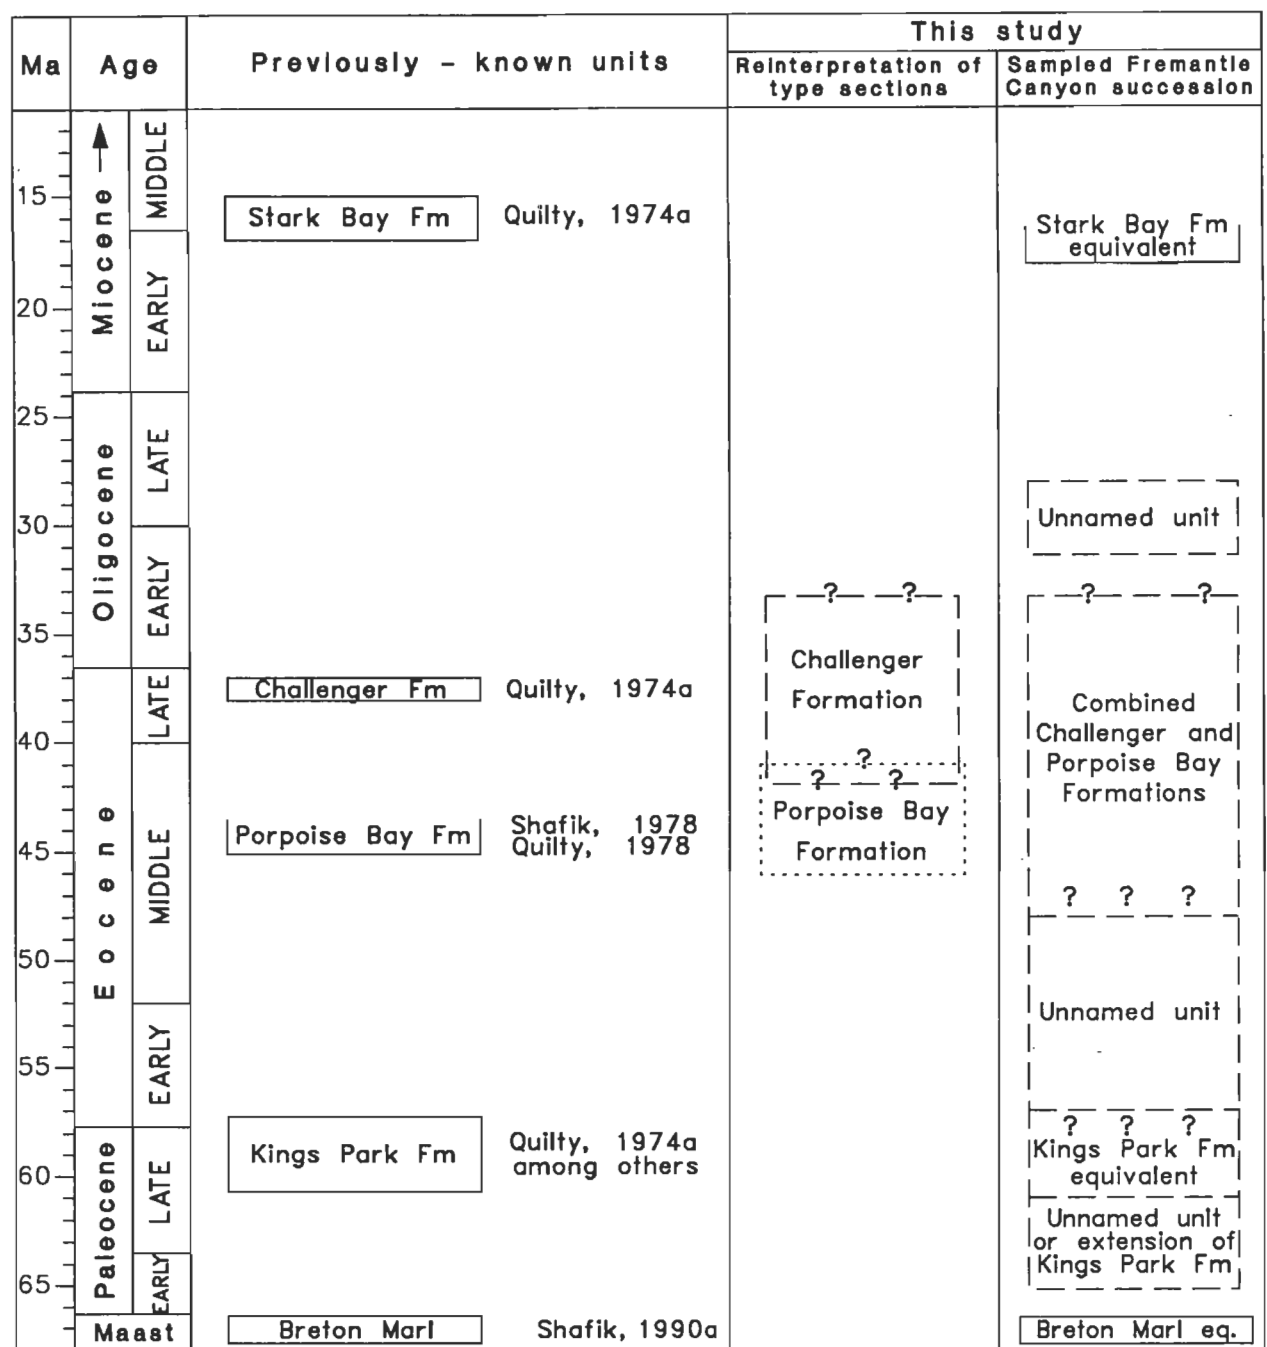 This study
Ma Age Previously - known units
Reinterpretation of
type sections
Sampled Fremantle
Canyon succession
Miocene
MIDDLE
EARLY
15
20
Stark Bay Fm Quilty, 1974a
Stark Bay Fm
equivalent
25
30
35
Oligocene
LATE
EARLY
Unnamed unit
? ?
? ?
Challenger
Formation
Challenger Fm Quilty, 1974a
Combined
Challenger and
Porpoise Bay
Formations
40
45
50
55
Eocene
LATE
MIDDLE
EARLY
?
? ?
Porpoise Bay
Formation
Porpoise Bay Fm
Shafik, 1978
Quilty, 1978
? ? ?
Unnamed unit
60
65
Paleocene
LATE
EARLY
Kings Park Fm
Quilty, 1974a
among others
? ? ?
Kings Park Fm
equivalent
Unnamed unit
or extension of
Kings Park Fm
Maast Breton Marl Shafik, 1990a Breton Marl eq.